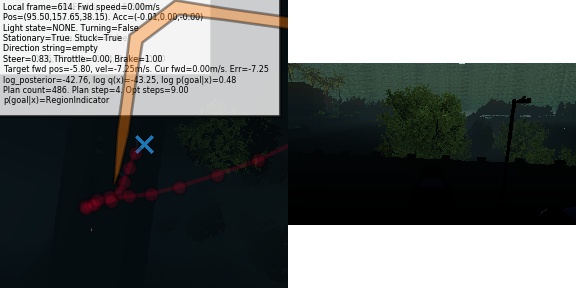 Local frame=614. Fwd speed=0.00m/s
Pos=(95.50,157.65,38.15). Acc=(-0.01,0.00,-0.00)
Light state=NONE. Turning=False
Stationary=True. Stuck=True
Direction string=empty
Steer=0.83, Throttle=0.00, Brake=1.00
Target fwd pos=-5.80, vel=-7.25m/s. Cur fwd=0.00m/s. Err=-7.25
log_posterior=-42.76, log q(x)=-43.25, log p(goal|x)=0.48
Plan count=486. Plan step=4. Opt steps=9.00
p(goal|x)=RegionIndicator